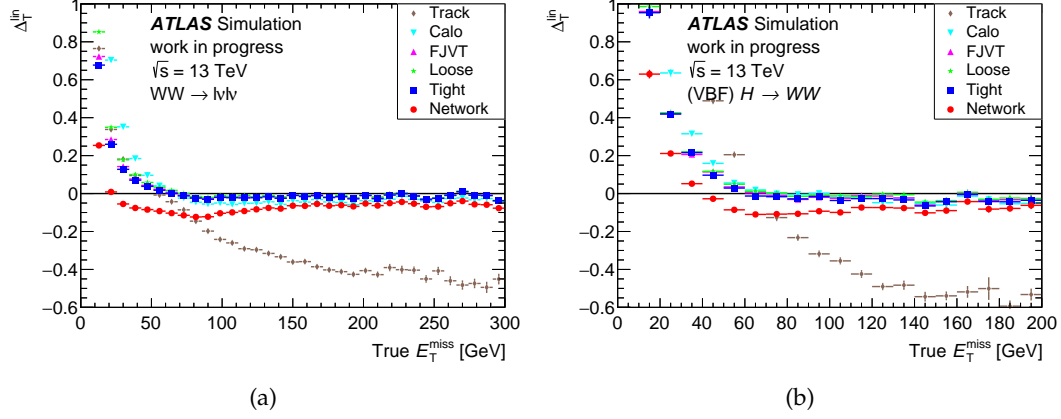 Δ_T^lin
1
0.8
0.6
0.4
0.2
0
−0.2
−0.4
−0.6
ATLAS Simulation
work in progress
√s = 13 TeV
WW → lνlν
Track
Calo
FJVT
Loose
Tight
Network
0 50 100 150 200 250 300
True E_T^miss [GeV]
(a)
Δ_T^lin
1
0.8
0.6
0.4
0.2
0
−0.2
−0.4
−0.6
ATLAS Simulation
work in progress
√s = 13 TeV
(VBF) H → WW
Track
Calo
FJVT
Loose
Tight
Network
0 20 40 60 80 100 120 140 160 180 200
True E_T^miss [GeV]
(b)